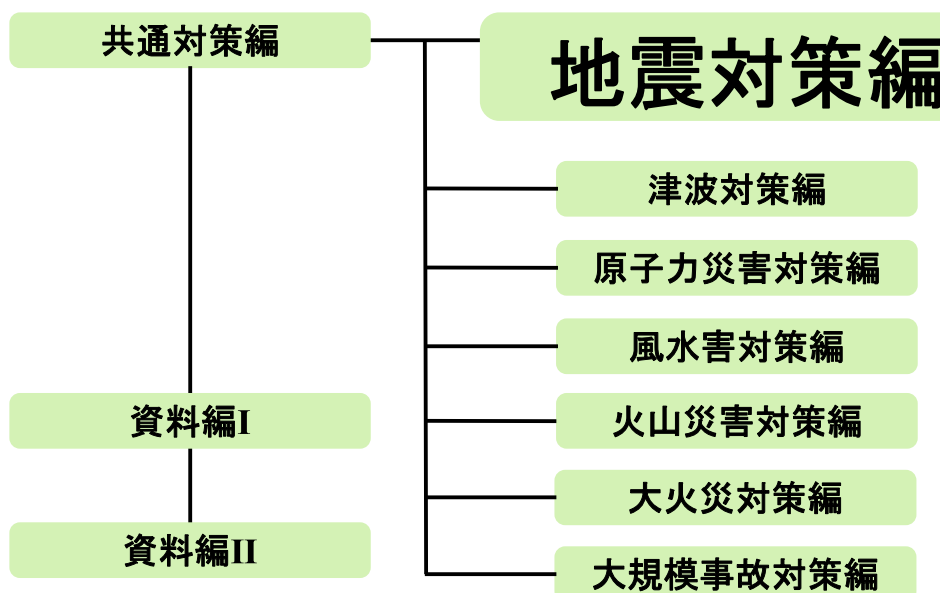 共通対策編
地震対策編
津波対策編
原子力災害対策編
風水害対策編
火山災害対策編
大火災対策編
大規模事故対策編
資料編I
資料編II